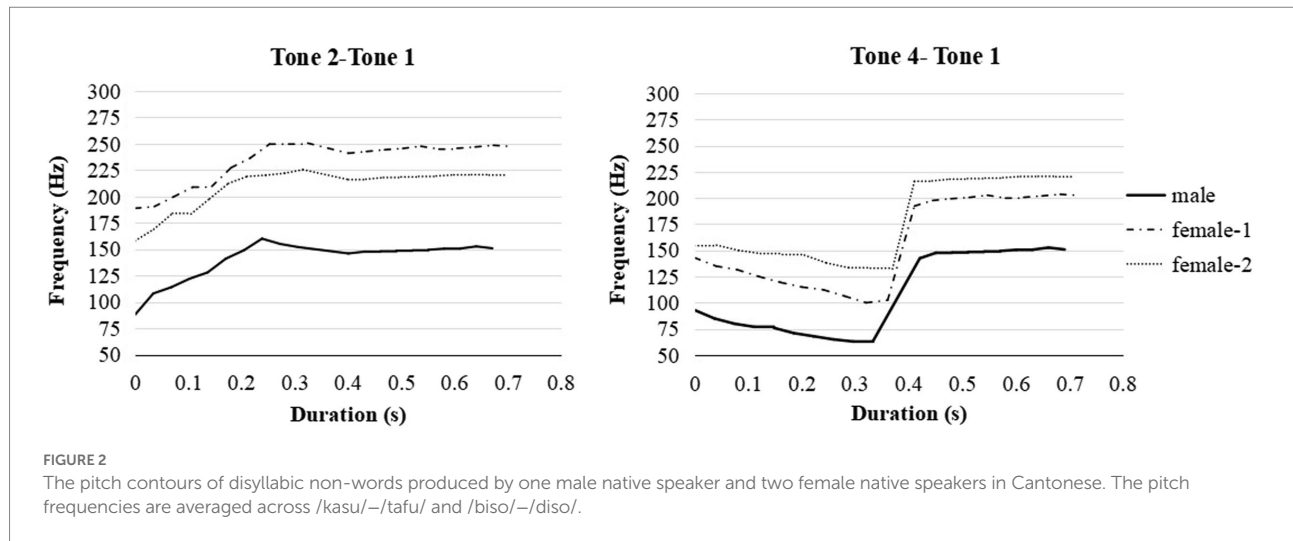 Tone 2-Tone 1
300
275
250
225
200
175
150
125
100
75
50
Frequency (Hz)
0 0.1 0.2 0.3 0.4 0.5 0.6 0.7 0.8
Duration (s)
Tone 4- Tone 1
300
275
250
225
200
175
150
125
100
75
50
Frequency (Hz)
0 0.1 0.2 0.3 0.4 0.5 0.6 0.7 0.8
Duration (s)
male
female-1
female-2
FIGURE 2
The pitch contours of disyllabic non-words produced by one male native speaker and two female native speakers in Cantonese. The pitch
frequencies are averaged across /kasu/–/tafu/ and /biso/–/diso/.